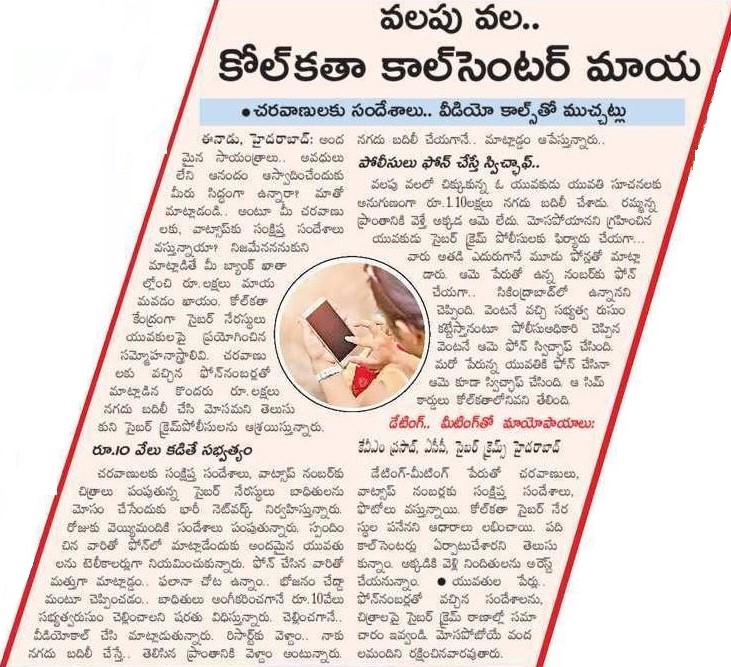 వలపు వల..
కోల్‌కతా కాల్‌సెంటర్ మాయ
• చరవాణులకు సందేశాలు.. వీడియో కాల్స్‌తో ముచ్చట్లు
ఈనాడు, హైదరాబాద్: అంద
మైన సాయంత్రాలు.. అవధులు
లేని ఆనందం ఆస్వాదించేందుకు
మీరు సిద్ధంగా ఉన్నారా? మాతో
మాట్లాడండి.. అంటూ మీ చరవాణు
లకు, వాట్సాప్‌కు సంక్షిప్త సందేశాలు
వస్తున్నాయా? నిజమేననుకుని
మాట్లాడితే మీ బ్యాంక్ ఖాతా
ల్లోంచి రూ.లక్షలు మాయ
మవడం ఖాయం. కోల్‌కతా
కేంద్రంగా సైబర్ నేరస్థులు
యువకులపై ప్రయోగించిన
సమ్మోహనాస్త్రాలివి. చరవాణు
లకు వచ్చిన ఫోన్‌నంబర్లతో
మాట్లాడిన కొందరు రూ.లక్షలు
నగదు బదిలీ చేసి మోసమని తెలుసు
కుని సైబర్ క్రైమ్‌పోలీసులను ఆశ్రయిస్తున్నారు.
రూ.10 వేలు కడితే సభ్యత్వం
చరవాణులకు సంక్షిప్త సందేశాలు, వాట్సాప్ నంబర్‌కు
చిత్రాలు పంపుతున్న సైబర్ నేరస్థులు బాధితులను
మోసం చేసేందుకు భారీ నెట్‌వర్క్ నిర్వహిస్తున్నారు.
రోజుకు వెయ్యిమందికి సందేశాలు పంపుతున్నారు. స్పందిం
చిన వారితో ఫోన్‌లో మాట్లాడేందుకు అందమైన యువతు
లను టెలీకాలర్లుగా నియమించుకున్నారు. ఫోన్ చేసిన వారితో
మత్తుగా మాట్లాడ్డం.. ఫలానా చోట ఉన్నాం.. భోజనం చేద్దా
మంటూ చెప్పించడం.. బాధితులు అంగీకరించగానే రూ.10వేలు
సభ్యత్వరుసుం చెల్లించాలని షరతు విధిస్తున్నారు. చెల్లించగానే..
వీడియోకాల్ చేసి మాట్లాడుతున్నారు. రిసార్ట్‌కు వెళ్దాం.. నాకు
నగదు బదిలీ చేస్తే.. తెలిసిన ప్రాంతానికి వెళ్దాం అంటున్నారు.
నగదు బదిలీ చేయగానే.. మాట్లాడ్డం ఆపేస్తున్నారు..
పోలీసులు ఫోన్ చేస్తే స్విచ్ఛాఫ్..
వలపు వలలో చిక్కుకున్న ఓ యువకుడు యువతి సూచనలకు
అనుగుణంగా రూ.1.10లక్షలు నగదు బదిలీ చేశాడు. రమ్మన్న
ప్రాంతానికి వెళ్తే అక్కడ ఆమె లేదు. మోసపోయానని గ్రహించిన
యువకుడు సైబర్ క్రైమ్ పోలీసులకు ఫిర్యాదు చేయగా...
వారు అతడి ఎదురుగానే మూడు ఫోన్లతో మాట్లా
డారు. ఆమె పేరుతో ఉన్న నంబర్‌కు ఫోన్
చేయగా.. సికింద్రాబాద్‌లో ఉన్నానని
చెప్పింది. వెంటనే వచ్చి సభ్యత్వ రుసుం
కట్టేస్తానంటూ పోలీసుఅధికారి చెప్పిన
వెంటనే ఆమె ఫోన్ స్విచ్ఛాఫ్ చేసింది.
మరో పేరున్న యువతికి ఫోన్ చేసినా
ఆమె కూడా స్విచ్ఛాఫ్ చేసింది. ఆ సిమ్
కార్డులు కోల్‌కతాలోనివని తేలింది.
డేటింగ్.. మీటింగ్‌తో మాయోపాయాలు:
కేవీఎం ప్రసాద్, ఏసీపీ, సైబర్ క్రైమ్స్ హైదరాబాద్
డేటింగ్-మీటింగ్ పేరుతో చరవాణులు,
వాట్సాప్ నంబర్లకు సంక్షిప్త సందేశాలు,
ఫొటోలు వస్తున్నాయి. కోల్‌కతా సైబర్ నేర
స్థుల పనేనని ఆధారాలు లభించాయి. పది
కాల్‌సెంటర్లు ఏర్పాటుచేశారని తెలుసు
కున్నాం. అక్కడికి వెళ్లి నిందితులను అరెస్ట్
చేయనున్నాం. • యువతుల పేర్లు..
ఫోన్‌నంబర్లతో వచ్చిన సందేశాలను,
చిత్రాలపై సైబర్ క్రైమ్ ఠాణాల్లో సమా
చారం ఇవ్వండి. మోసపోబోయే వంద
లమందిని రక్షించినవారవుతారు.